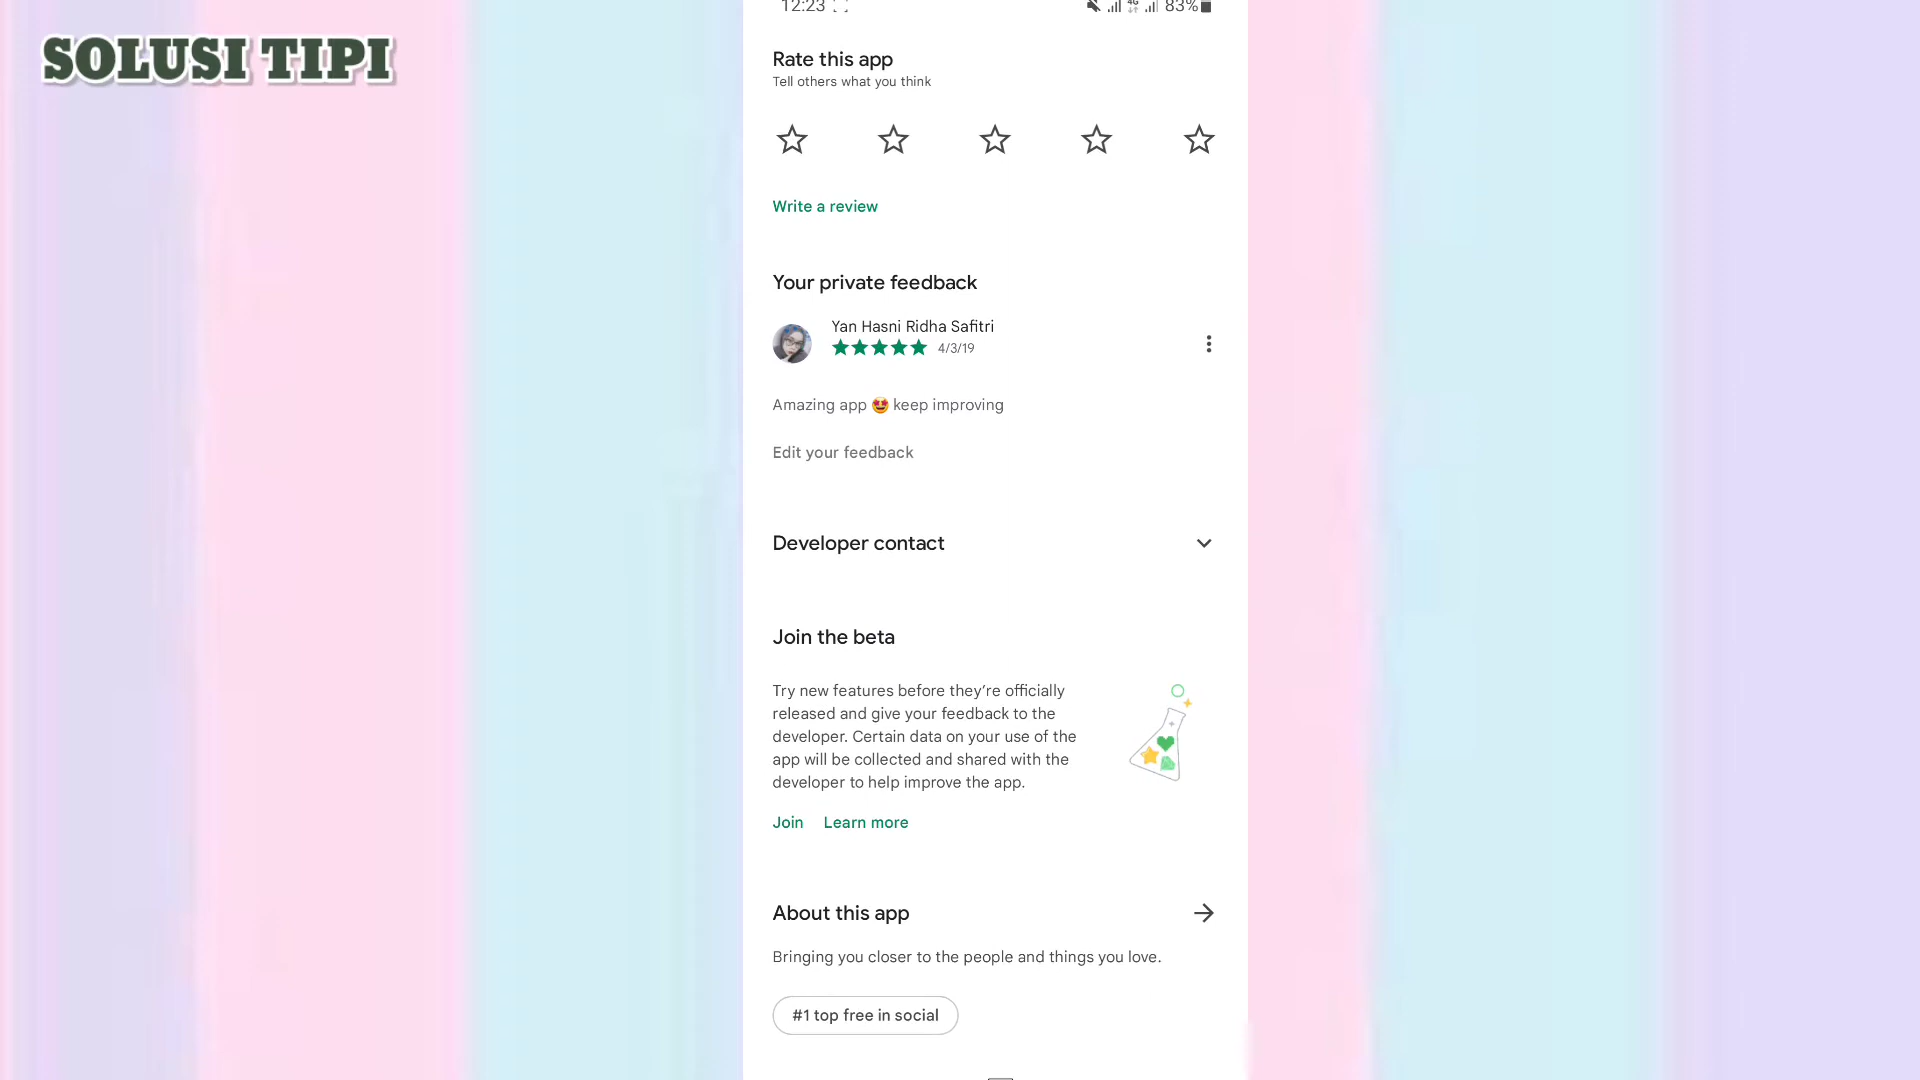 SOLUSI TIPI
12:23
4G
83%
Rate this app
Tell others what you think
Write a review
Your private feedback
Yan Hasni Ridha Safitri
4/3/19
Amazing app 🤩 keep improving
Edit your feedback
Developer contact
Join the beta
Try new features before they’re officially
released and give your feedback to the
developer. Certain data on your use of the
app will be collected and shared with the
developer to help improve the app.
Join Learn more
About this app
Bringing you closer to the people and things you love.
#1 top free in social